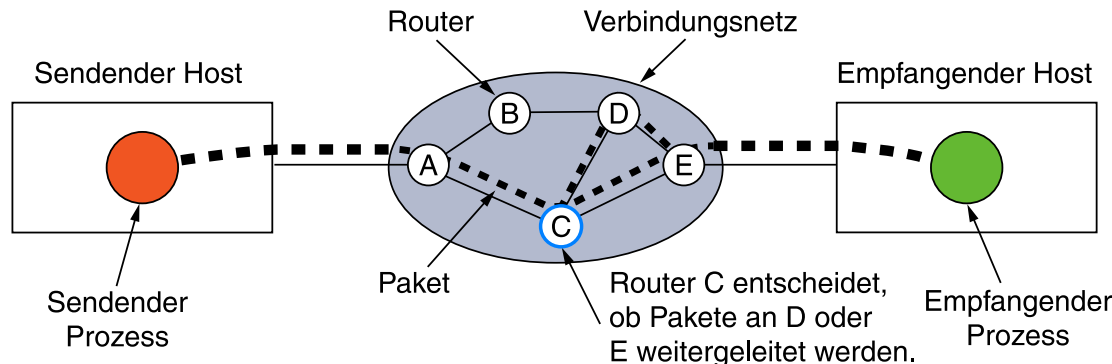 Router
Verbindungsnetz
Sendender Host
Empfangender Host
B
D
A
E
C
Paket
Sendender
Prozess
Router C entscheidet,
ob Pakete an D oder
E weitergeleitet werden.
Empfangender
Prozess